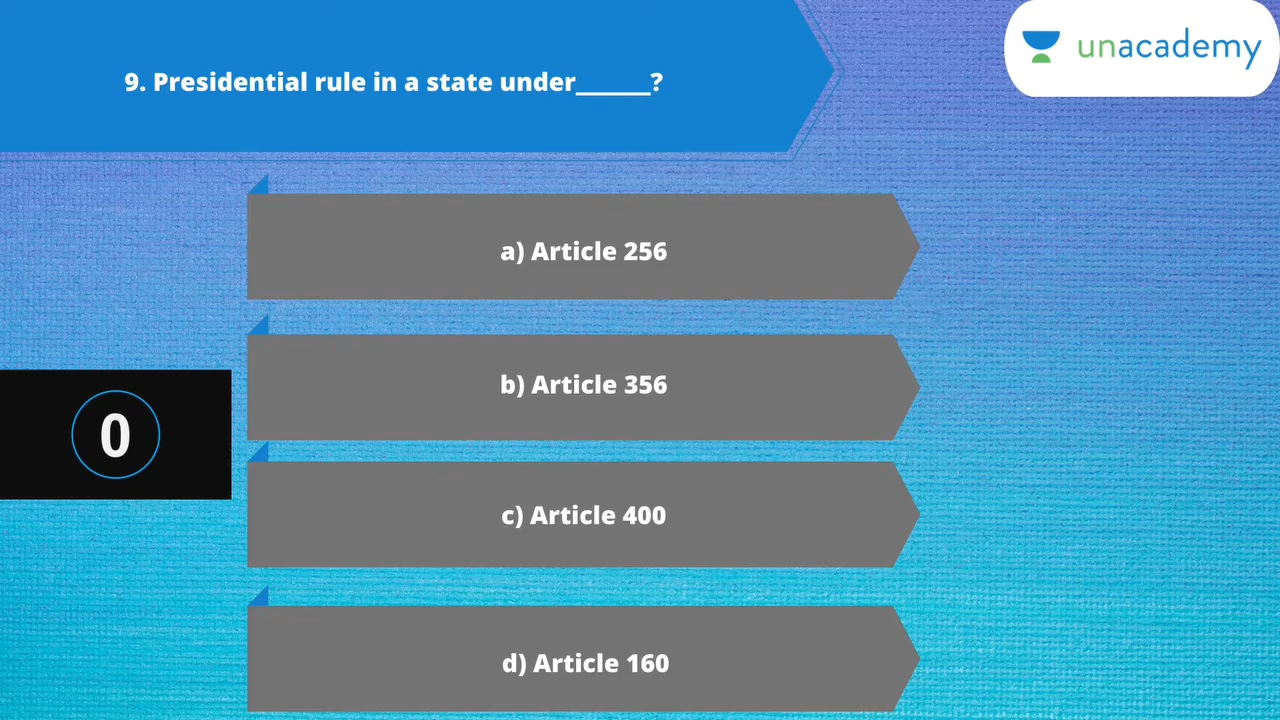 unacademy
9. Presidential rule in a state under______?
a) Article 256
b) Article 356
0
c) Article 400
d) Article 160